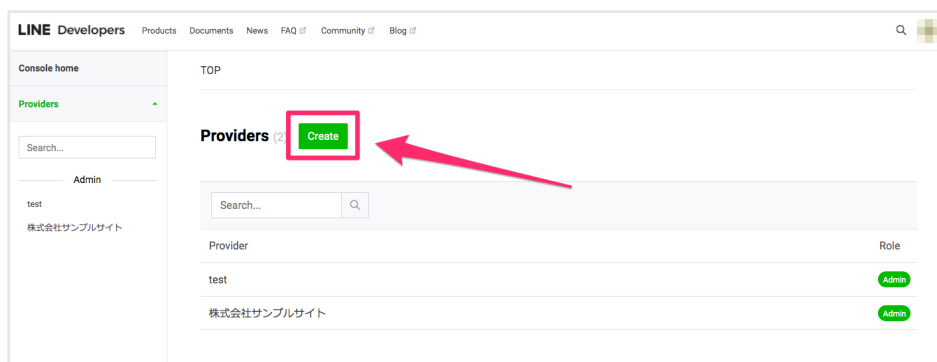 LINE Developers Products Documents News FAQ Community Blog
Console home
TOP
Providers
Providers (2) Create
Search...
Admin
test
株式会社サンプルサイト
Search...
Provider Role
test Admin
株式会社サンプルサイト Admin